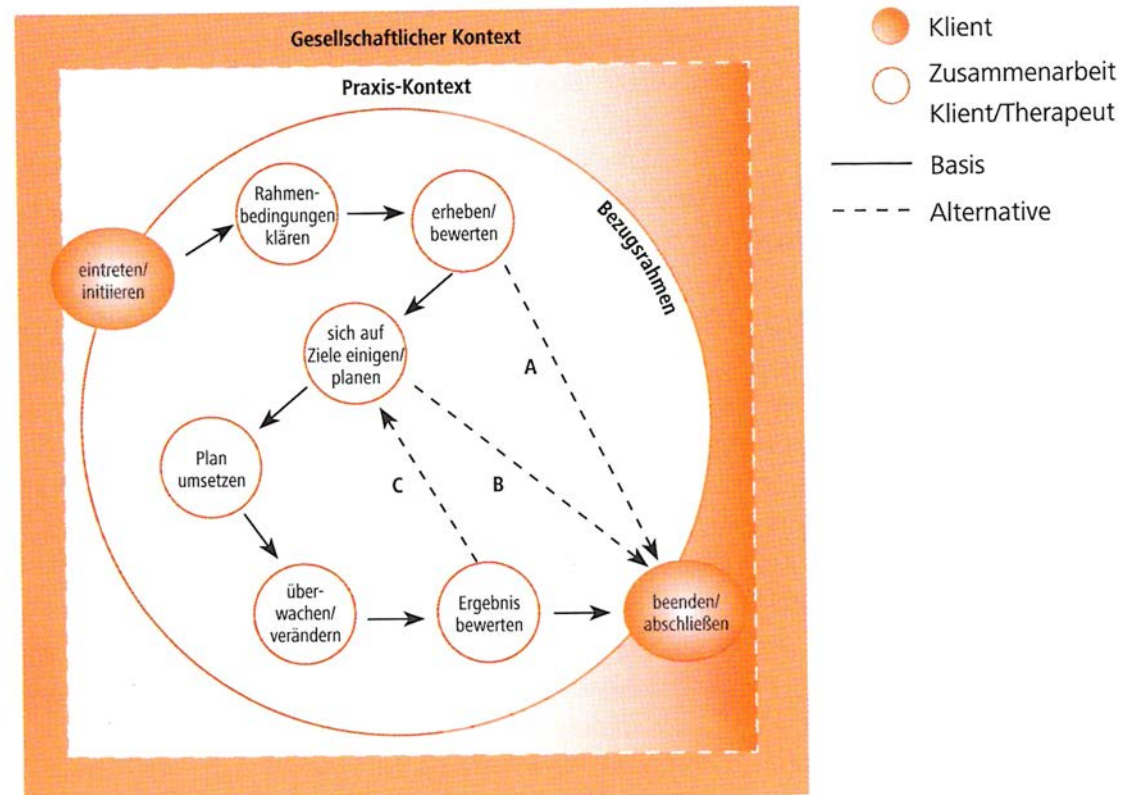 Gesellschaftlicher Kontext
Praxis-Kontext
Rahmen-
bedingungen
klären
erheben/
bewerten
eintreten/
initiieren
Bezugsrahmen
sich auf
Ziele einigen/
planen
A
Plan
umsetzen
C
B
über-
wachen/
verändern
Ergebnis
bewerten
beenden/
abschließen
Klient
Zusammenarbeit
Klient/Therapeut
Basis
Alternative